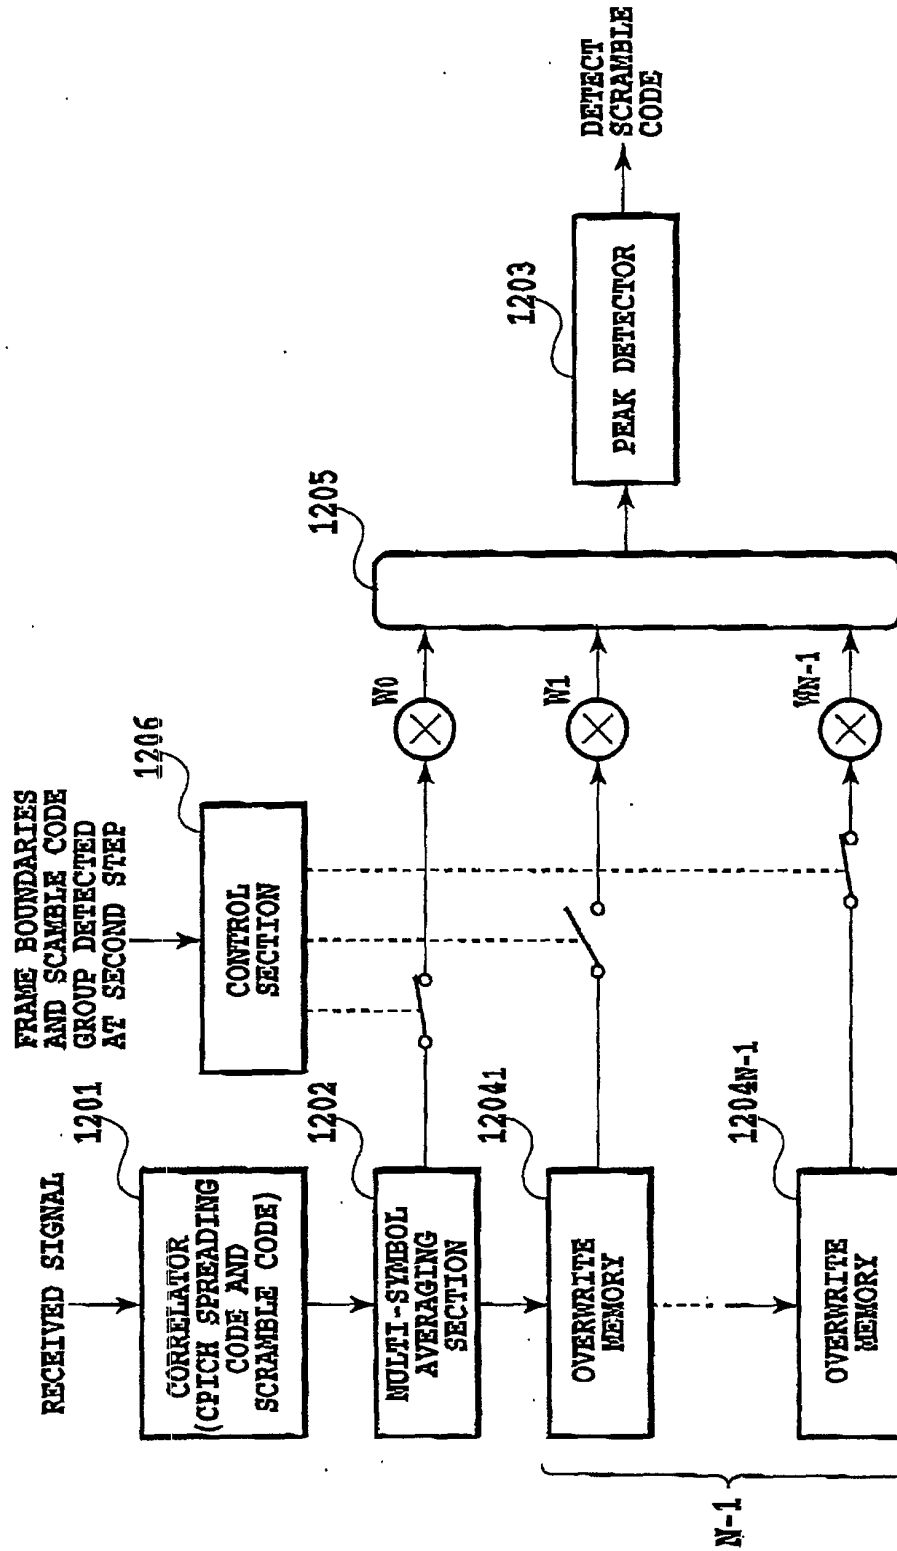 FRAME BOUNDARIES
AND SCAMBLE CODE
GROUP DETECTED
AT SECOND STEP
RECEIVED SIGNAL
1201
CORRELATOR
(CPICH SPREADING
CODE AND
SCRAMBLE CODE)
1206
CONTROL
SECTION
1202
MULTI-SYMBOL
AVERAGING
SECTION
W0
1205
1203
PEAK DETECTOR
DETECT
SCRAMBLE
CODE
12041
OVERWRITE
MEMORY
W1
1204N-1
OVERWRITE
MEMORY
WN-1
N-1